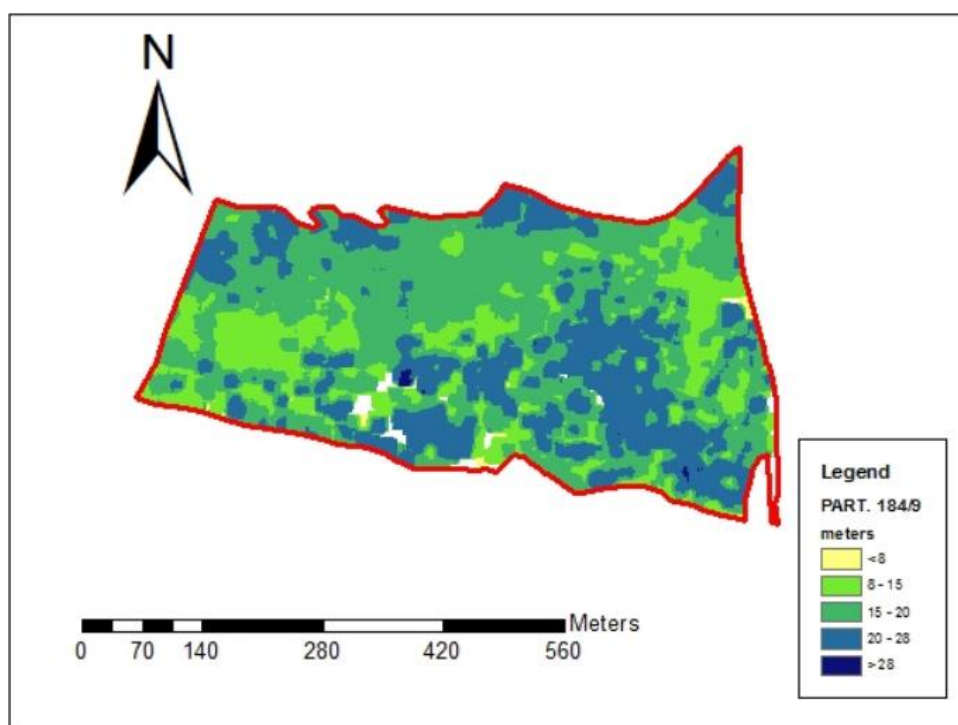 N
Meters
0 70 140 280 420 560
Legend
PART. 184/9
meters
<8
8 - 15
15 - 20
20 - 28
>28